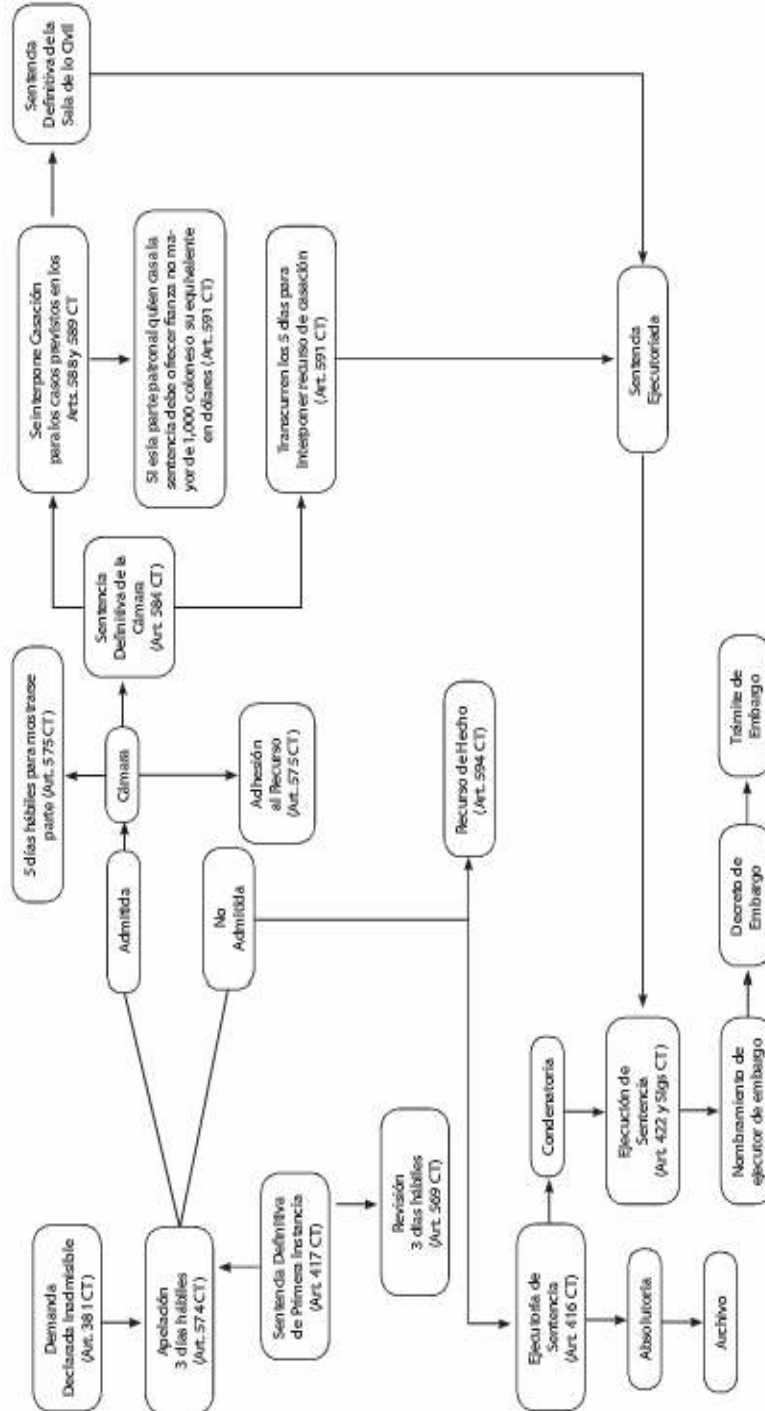 Demanda
Declarada Inadmisible
(Art. 381 CT)
Apelación
3 días hábiles
(Art. 574 CT)
Sentencia Definitiva
de Primera Instancia
(Art. 417 CT)
Revisión
3 días hábiles
(Art. 569 CT)
Admitida
No
Admitida
5 días hábiles para mostrarse
parte (Art. 575 CT)
Cámara
Adhesión
al Recurso
(Art. 575 CT)
Sentencia
Definitiva de la
Cámara
(Art. 584 CT)
Se interpone Casación
para los casos previstos en los
Arts. 588 y 589 CT
Si es la parte patronal quien casa la
sentencia debe ofrecer fianza no ma-
yor de 1,000 colones o su equivalente
en dólares (Art. 591 CT)
Transcurren los 5 días para
Interponer recurso de casación
(Art. 591 CT)
Sentencia
Definitiva de la
Sala de lo Civil
Sentencia
Ejecutoriada
Recurso de Hecho
(Art. 594 CT)
Ejecutoria de
Sentencia
(Art. 416 CT)
Absolutoria
Archivo
Condenatoria
Ejecución de
Sentencia
(Art. 422 y Sigs CT)
Nombramiento de
ejecutor de embargo
Decreto de
Embargo
Trámite de
Embargo